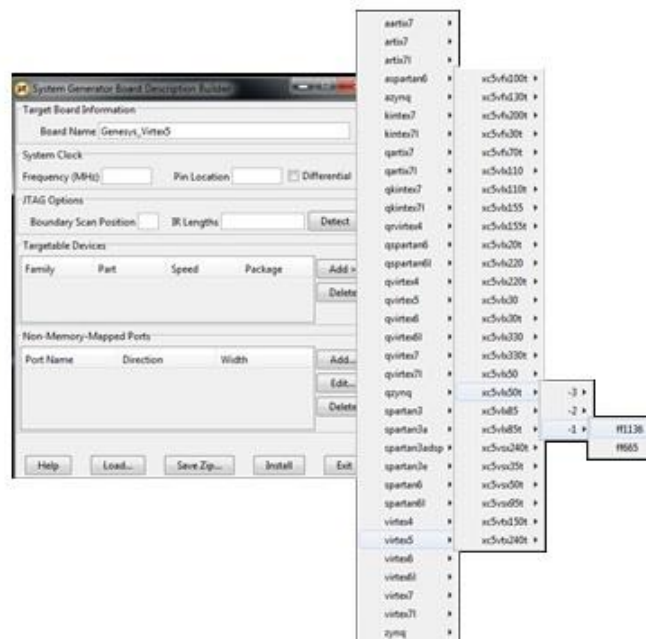 System Generator Board Description Builder
Target Board Information
Board Name Genesys_Virtex5
System Clock
Frequency (MHz)
Pin Location
Differential
JTAG Options
Boundary Scan Position
IR Lengths
Detect
Targetable Devices
Family Part Speed Package
Add >
Delete
Non-Memory-Mapped Ports
Port Name Direction Width
Add...
Edit...
Delete
Help Load... Save Zip... Install Exit
aartix7
artix7
artix7l
aspartan6
azynq
kintex7
kintex7l
qartix7
qartix7l
qkintex7
qkintex7l
qrvirtex4
qspartan6
qspartan6l
qvirtex4
qvirtex5
qvirtex6
qvirtex6l
qvirtex7
qvirtex7l
qzynq
spartan3
spartan3a
spartan3adsp
spartan3e
spartan6
spartan6l
virtex4
virtex5
virtex6
virtex6l
virtex7
virtex7l
zynq
xc5vfx100t
xc5vfx130t
xc5vfx200t
xc5vfx30t
xc5vfx70t
xc5vlx110
xc5vlx110t
xc5vlx155
xc5vlx155t
xc5vlx20t
xc5vlx220
xc5vlx220t
xc5vlx30
xc5vlx30t
xc5vlx330
xc5vlx330t
xc5vlx50
xc5vlx50t
xc5vlx85
xc5vlx85t
xc5vsx240t
xc5vsx35t
xc5vsx50t
xc5vsx95t
xc5vtx150t
xc5vtx240t
-3
-2
-1
ff1136
ff665